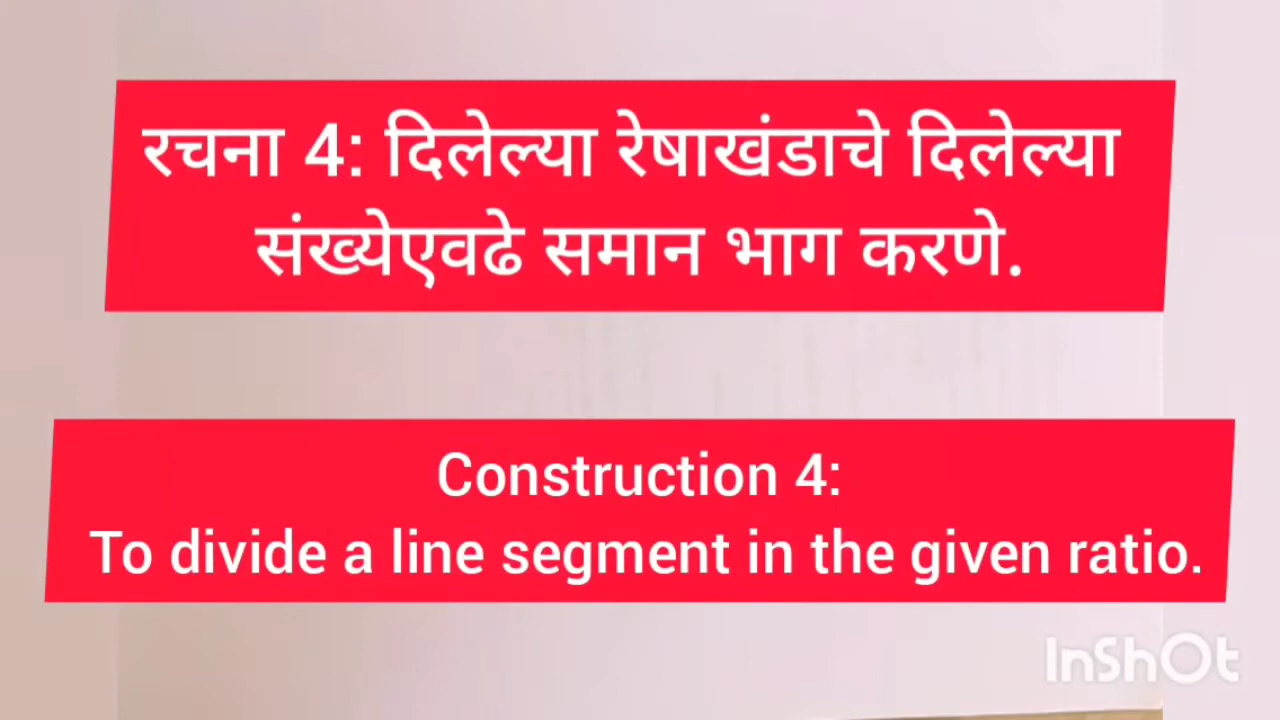 रचना 4: दिलेल्या रेषाखंडाचे दिलेल्या
संख्येएवढे समान भाग करणे.
Construction 4:
To divide a line segment in the given ratio.
InShOt